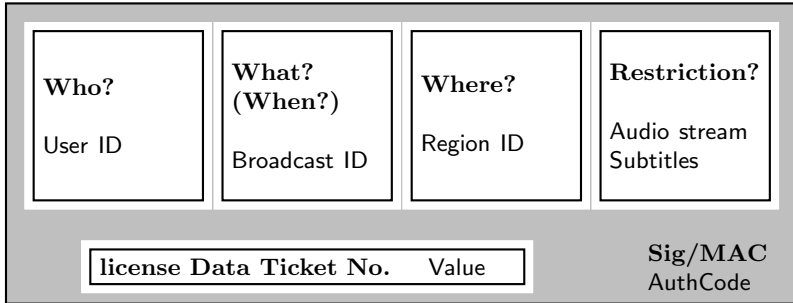 Who?
User ID
What?
(When?)
Broadcast ID
Where?
Region ID
Restriction?
Audio stream
Subtitles
license Data Ticket No. Value
Sig/MAC
AuthCode